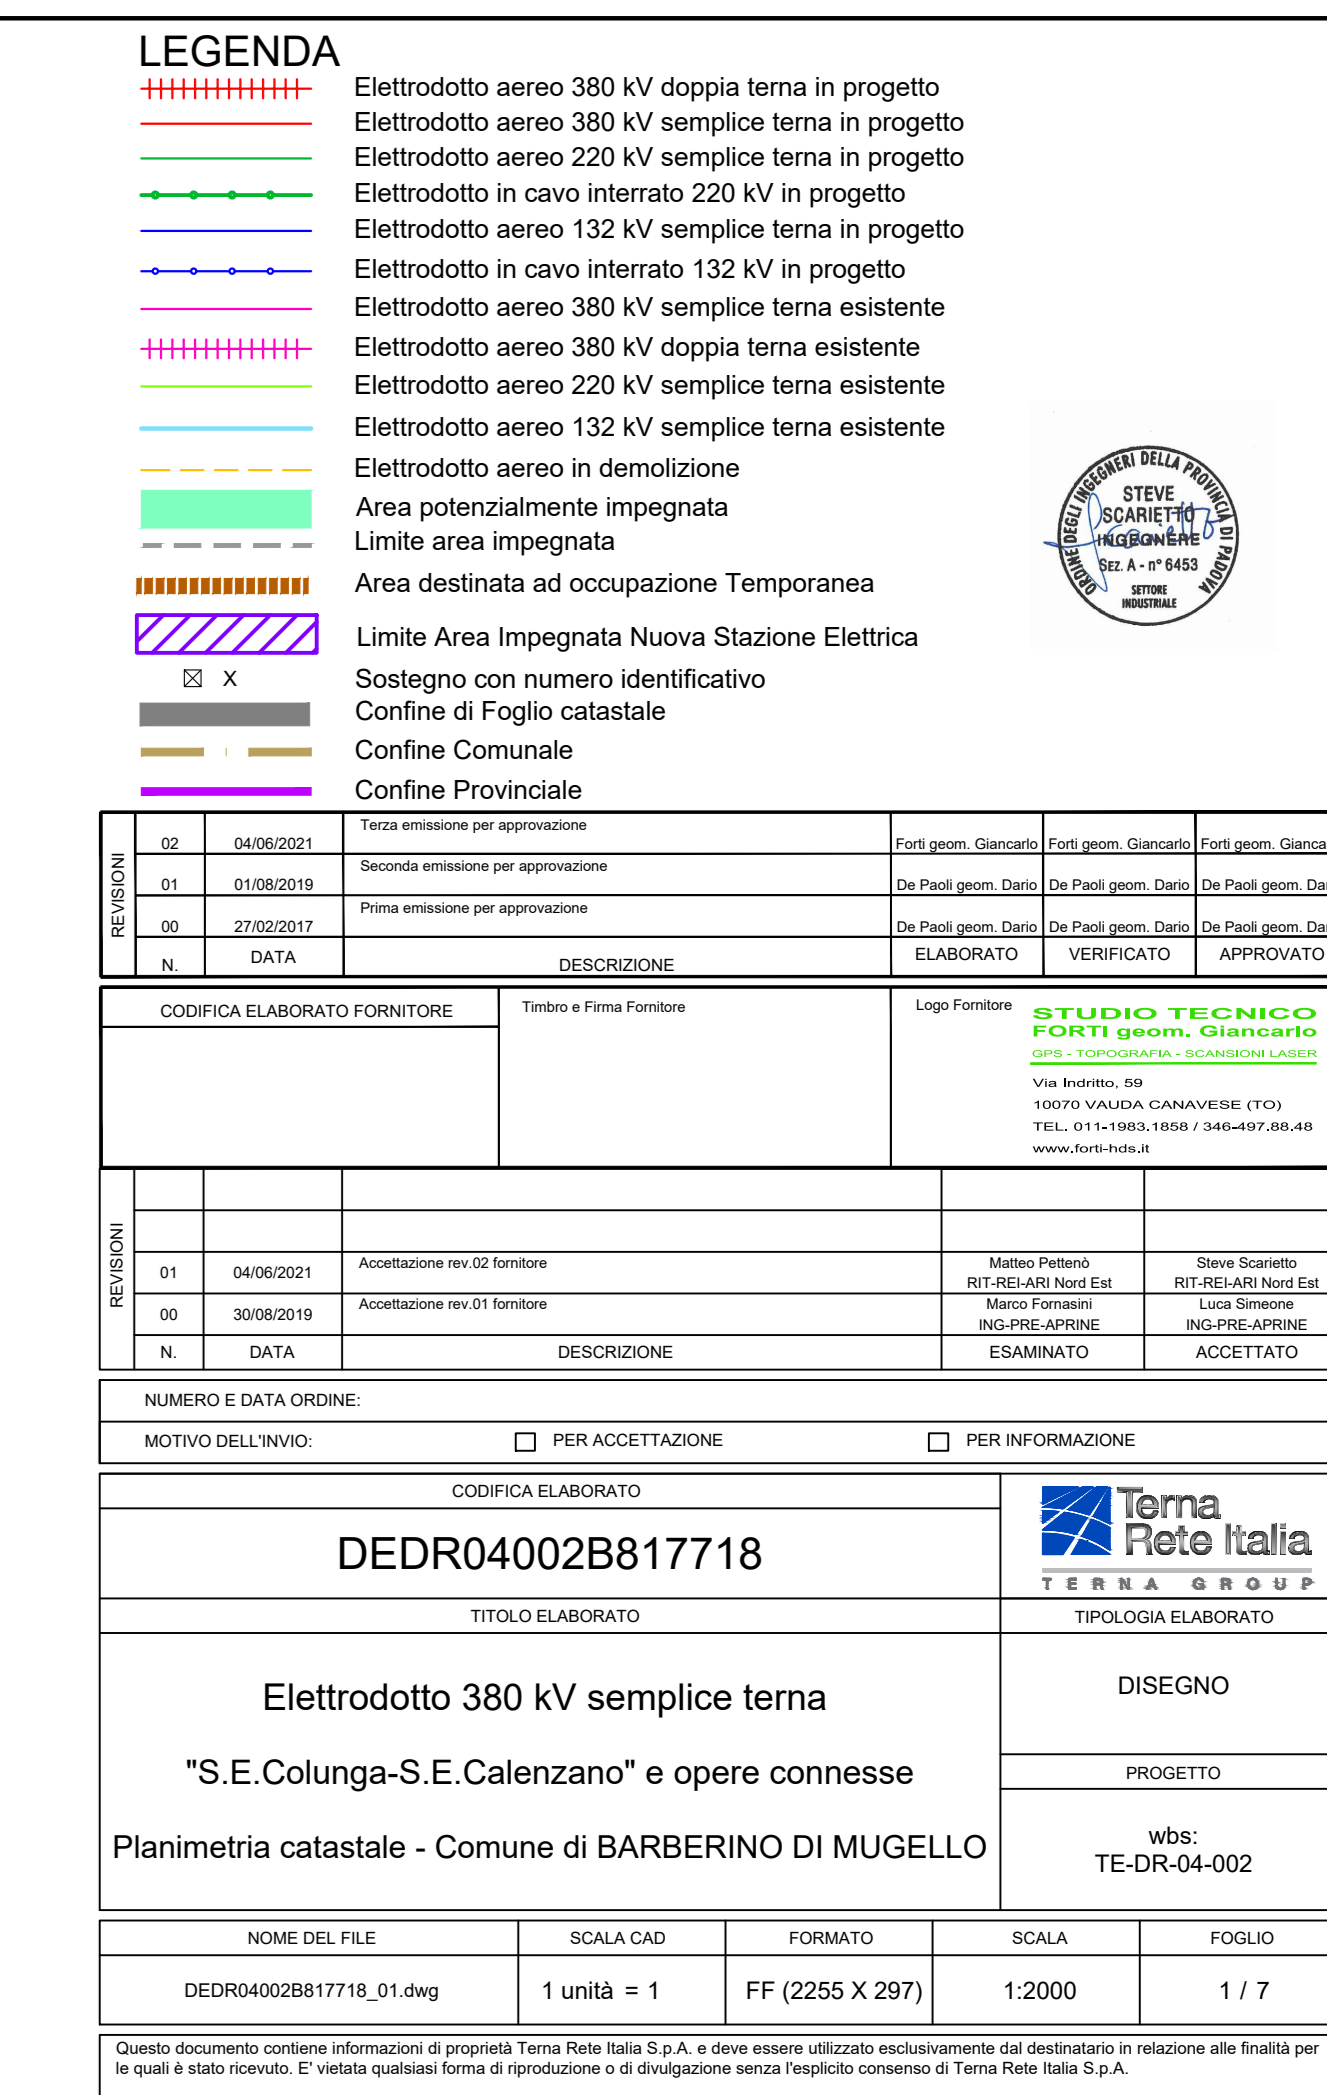 LEGENDA
Elettrodotto aereo 380 kV doppia terna in progetto
Elettrodotto aereo 380 kV semplice terna in progetto
Elettrodotto aereo 220 kV semplice terna in progetto
Elettrodotto in cavo interrato 220 kV in progetto
Elettrodotto aereo 132 kV semplice terna in progetto
Elettrodotto in cavo interrato 132 kV in progetto
Elettrodotto aereo 380 kV semplice terna esistente
Elettrodotto aereo 380 kV doppia terna esistente
Elettrodotto aereo 220 kV semplice terna esistente
Elettrodotto aereo 132 kV semplice terna esistente
Elettrodotto aereo in demolizione
Area potenzialmente impegnata
Limite area impegnata
Area destinata ad occupazione Temporanea
Limite Area Impegnata Nuova Stazione Elettrica
X Sostegno con numero identificativo
Confine di Foglio catastale
Confine Comunale
Confine Provinciale
ORDINE DEGLI INGEGNERI DELLA PROVINCIA DI PADOVA
STEVE
SCARIETTO
INGEGNERE
SEZ. A - n° 6453
SETTORE
INDUSTRIALE
REVISIONI
02 04/06/2021 Terza emissione per approvazione Forti geom. Giancarlo Forti geom. Giancarlo Forti geom. Gianca
01 01/08/2019 Seconda emissione per approvazione De Paoli geom. Dario De Paoli geom. Dario De Paoli geom. Da
00 27/02/2017 Prima emissione per approvazione De Paoli geom. Dario De Paoli geom. Dario De Paoli geom. Da
N. DATA DESCRIZIONE ELABORATO VERIFICATO APPROVATO
CODIFICA ELABORATO FORNITORE
Timbro e Firma Fornitore
Logo Fornitore
STUDIO TECNICO
FORTI geom. Giancarlo
GPS - TOPOGRAFIA - SCANSIONI LASER
Via Indritto, 59
10070 VAUDA CANAVESE (TO)
TEL. 011-1983.1858 / 346-497.88.48
www.forti-hds.it
REVISIONI
01 04/06/2021 Accettazione rev.02 fornitore Matteo Pettenò Steve Scarietto
RIT-REI-ARI Nord Est RIT-REI-ARI Nord Est
00 30/08/2019 Accettazione rev.01 fornitore Marco Fornasini Luca Simeone
ING-PRE-APRINE ING-PRE-APRINE
N. DATA DESCRIZIONE ESAMINATO ACCETTATO
NUMERO E DATA ORDINE:
MOTIVO DELL'INVIO: PER ACCETTAZIONE PER INFORMAZIONE
CODIFICA ELABORATO
DEDR04002B817718
Terna
Rete Italia
TERNA GROUP
TITOLO ELABORATO
TIPOLOGIA ELABORATO
Elettrodotto 380 kV semplice terna
"S.E.Colunga-S.E.Calenzano" e opere connesse
Planimetria catastale - Comune di BARBERINO DI MUGELLO
DISEGNO
PROGETTO
wbs:
TE-DR-04-002
NOME DEL FILE SCALA CAD FORMATO SCALA FOGLIO
DEDR04002B817718_01.dwg 1 unità = 1 FF (2255 X 297) 1:2000 1 / 7
Questo documento contiene informazioni di proprietà Terna Rete Italia S.p.A. e deve essere utilizzato esclusivamente dal destinatario in relazione alle finalità per
le quali è stato ricevuto. E' vietata qualsiasi forma di riproduzione o di divulgazione senza l'esplicito consenso di Terna Rete Italia S.p.A.